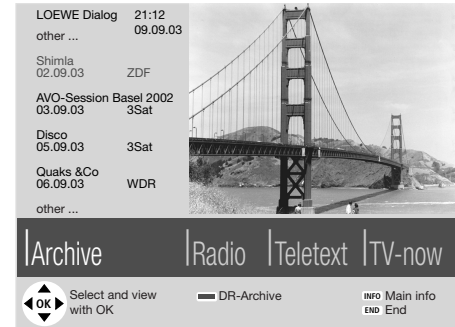 LOEWE Dialog 21:12
09.09.03
other ...
Shimla
02.09.03 ZDF
AVO-Session Basel 2002
03.09.03 3Sat
Disco
05.09.03 3Sat
Quaks &Co
06.09.03 WDR
other ...
Archive Radio Teletext TV-now
OK Select and view with OK
DR-Archive
INFO Main info
END End